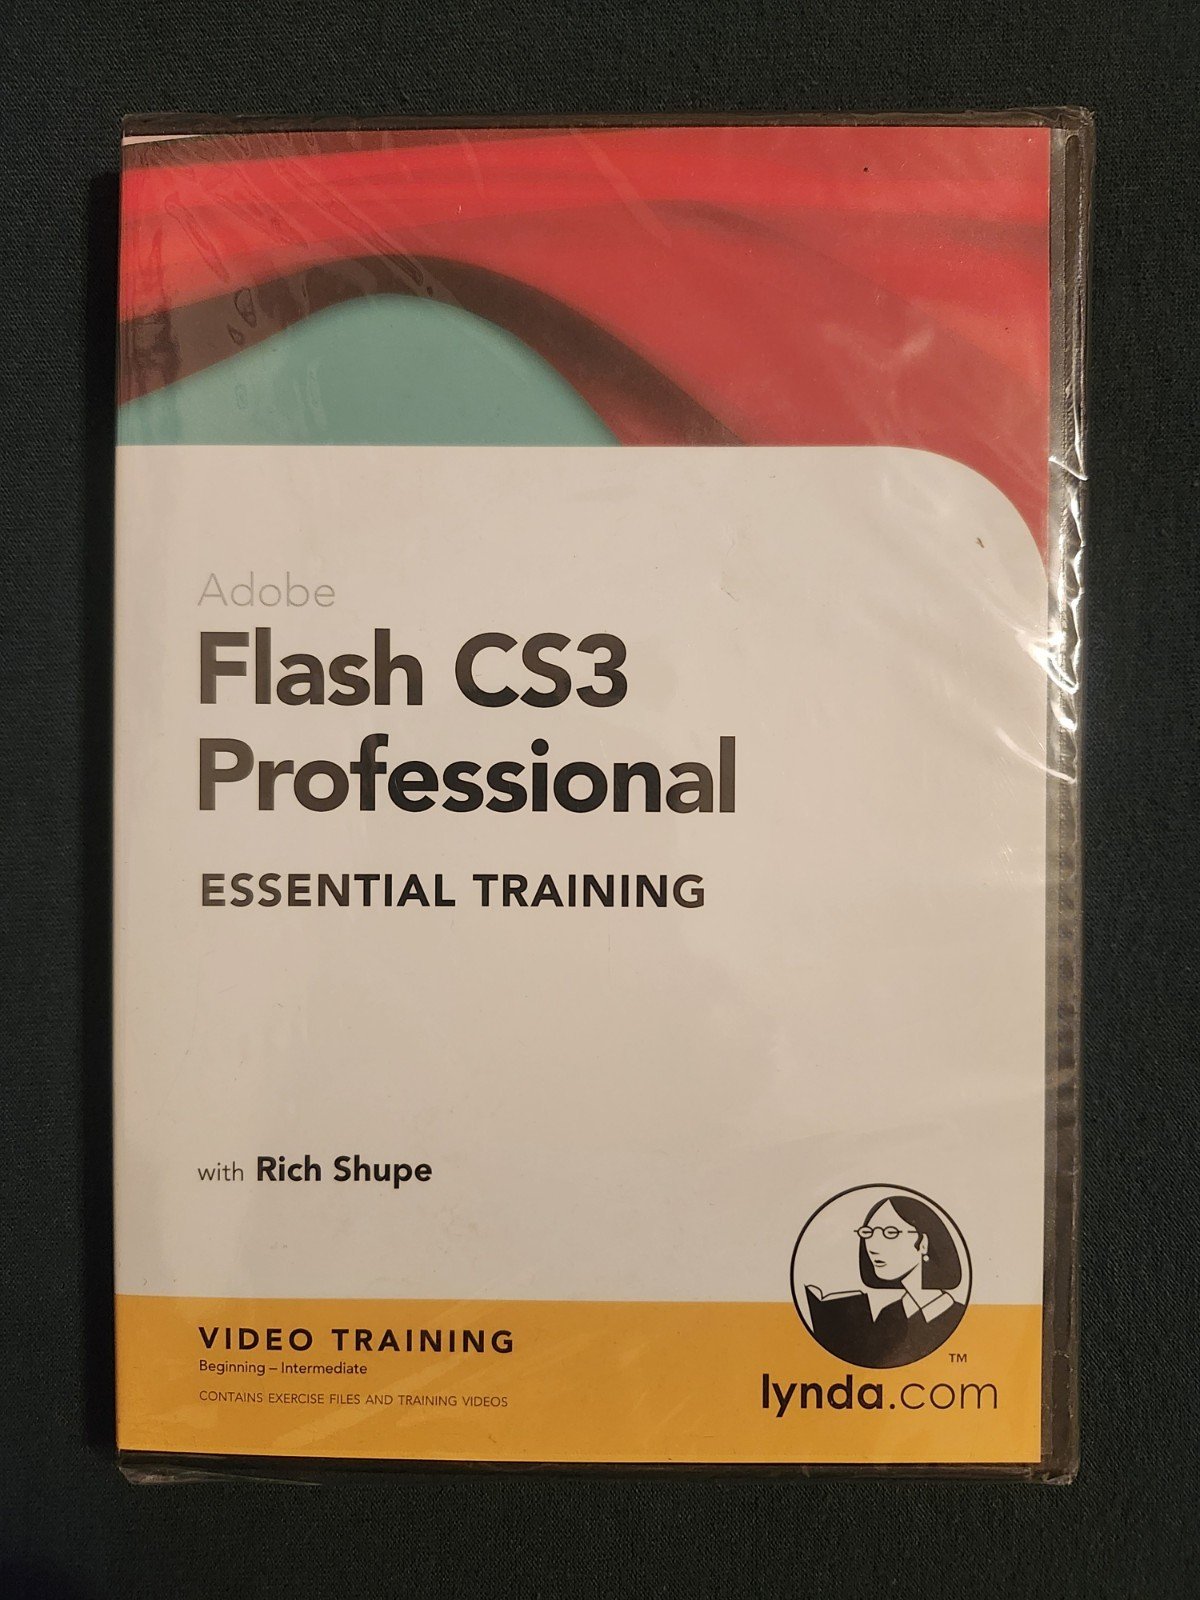 Adobe
Flash CS3
Professional
ESSENTIAL TRAINING
with Rich Shupe
VIDEO TRAINING
Beginning – Intermediate
CONTAINS EXERCISE FILES AND TRAINING VIDEOS
TM
lynda.com